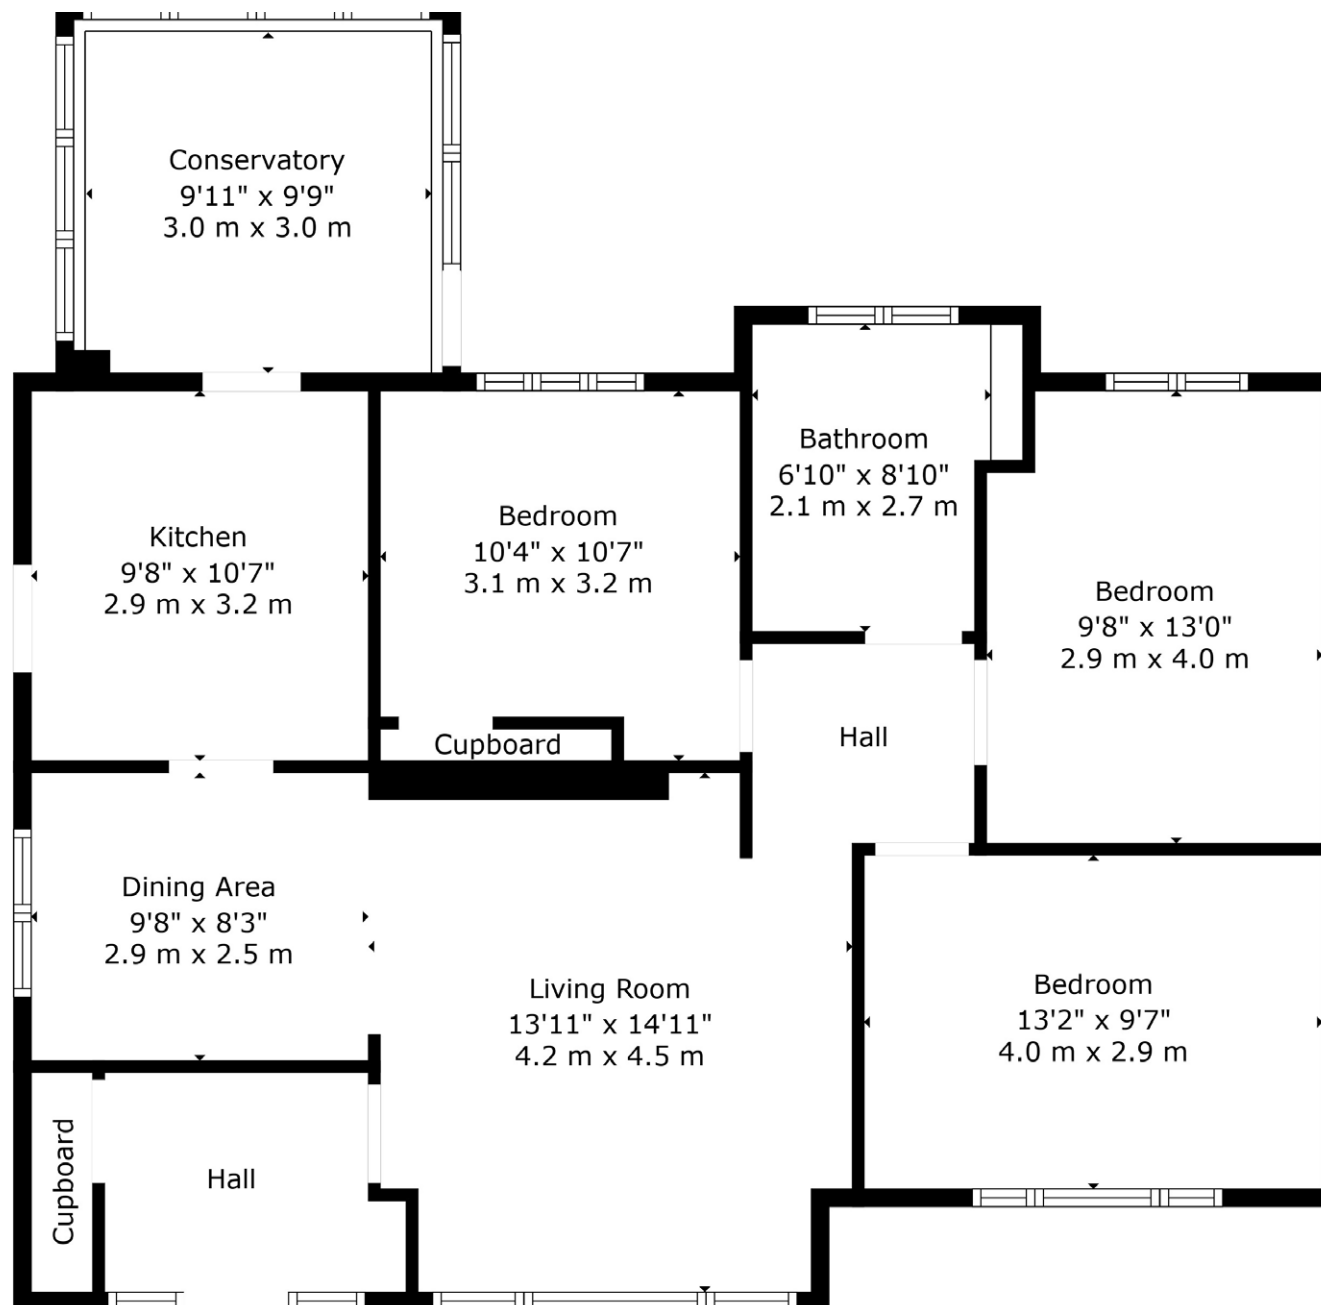 Conservatory
9'11" x 9'9"
3.0 m x 3.0 m
Bathroom
6'10" x 8'10"
2.1 m x 2.7 m
Kitchen
9'8" x 10'7"
2.9 m x 3.2 m
Bedroom
10'4" x 10'7"
3.1 m x 3.2 m
Bedroom
9'8" x 13'0"
2.9 m x 4.0 m
Cupboard
Hall
Dining Area
9'8" x 8'3"
2.9 m x 2.5 m
Living Room
13'11" x 14'11"
4.2 m x 4.5 m
Bedroom
13'2" x 9'7"
4.0 m x 2.9 m
Cupboard
Hall